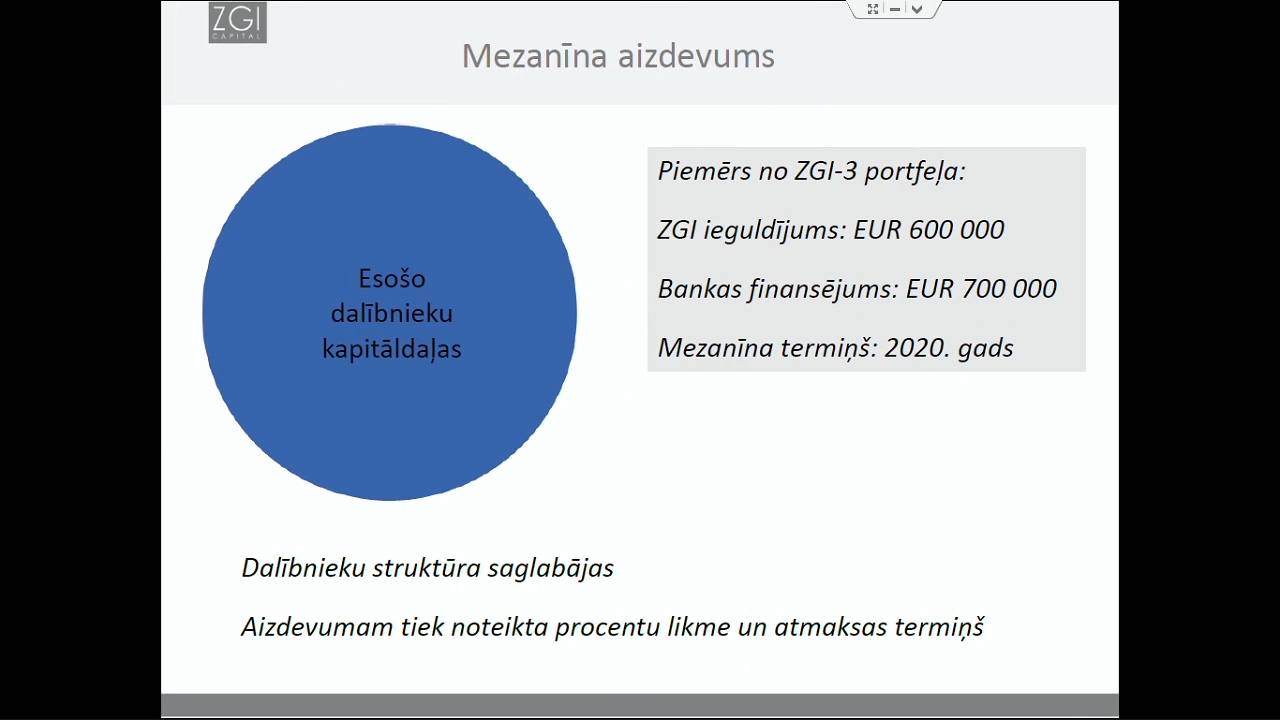 ZGI
CAPITAL
Mezanīna aizdevums
Esošo
dalībnieku
kapitāldaļas
Piemērs no ZGI-3 portfeļa:
ZGI ieguldījums: EUR 600 000
Bankas finansējums: EUR 700 000
Mezanīna termiņš: 2020. gads
Dalībnieku struktūra saglabājas
Aizdevumam tiek noteikta procentu likme un atmaksas termiņš